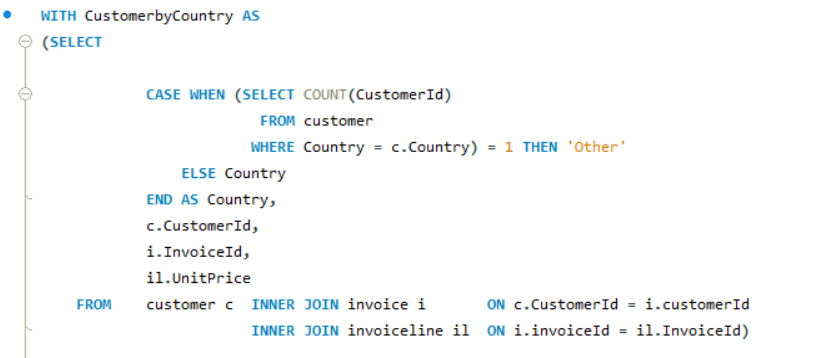 WITH CustomerbyCountry AS
(SELECT
CASE WHEN (SELECT COUNT(CustomerId)
FROM customer
WHERE Country = c.Country) = 1 THEN 'Other'
ELSE Country
END AS Country,
c.CustomerId,
i.InvoiceId,
il.UnitPrice
FROM customer c INNER JOIN invoice i ON c.CustomerId = i.customerId
INNER JOIN invoiceline il ON i.invoiceId = il.InvoiceId)